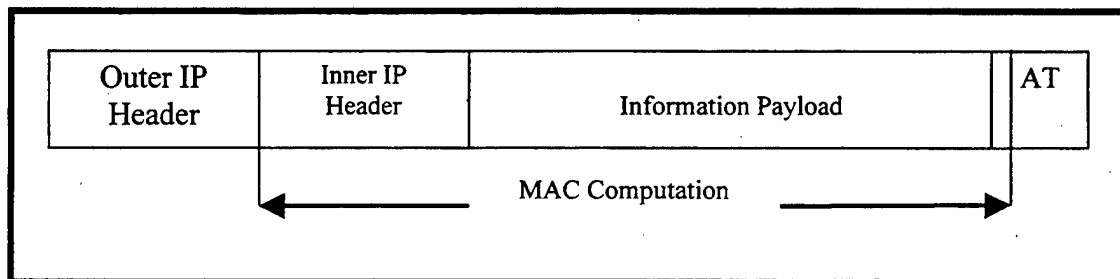 Outer IP
Header
Inner IP
Header
Information Payload
AT
MAC Computation